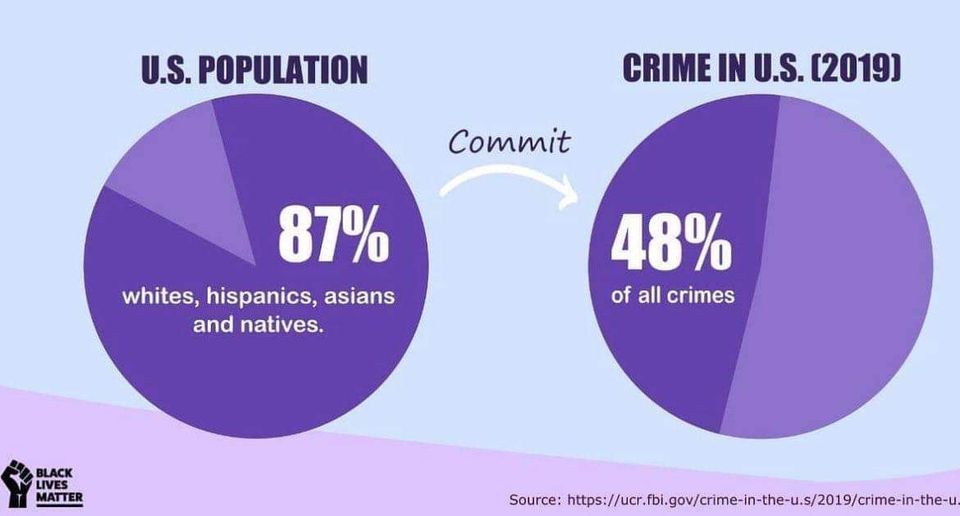 U.S. POPULATION
CRIME IN U.S. (2019)
Commit
87%
whites, hispanics, asians
and natives.
48%
of all crimes
BLACK
LIVES
MATTER
Source: https://ucr.fbi.gov/crime-in-the-u.s/2019/crime-in-the-u.